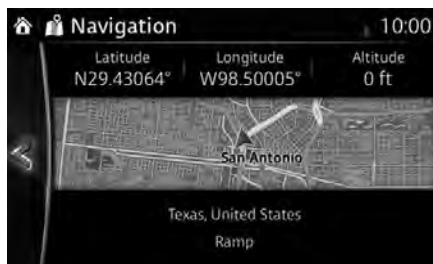 Navigation 10:00
Latitude Longitude Altitude
N29.43064° W98.50005° 0 ft
San Antonio
Texas, United States
Ramp